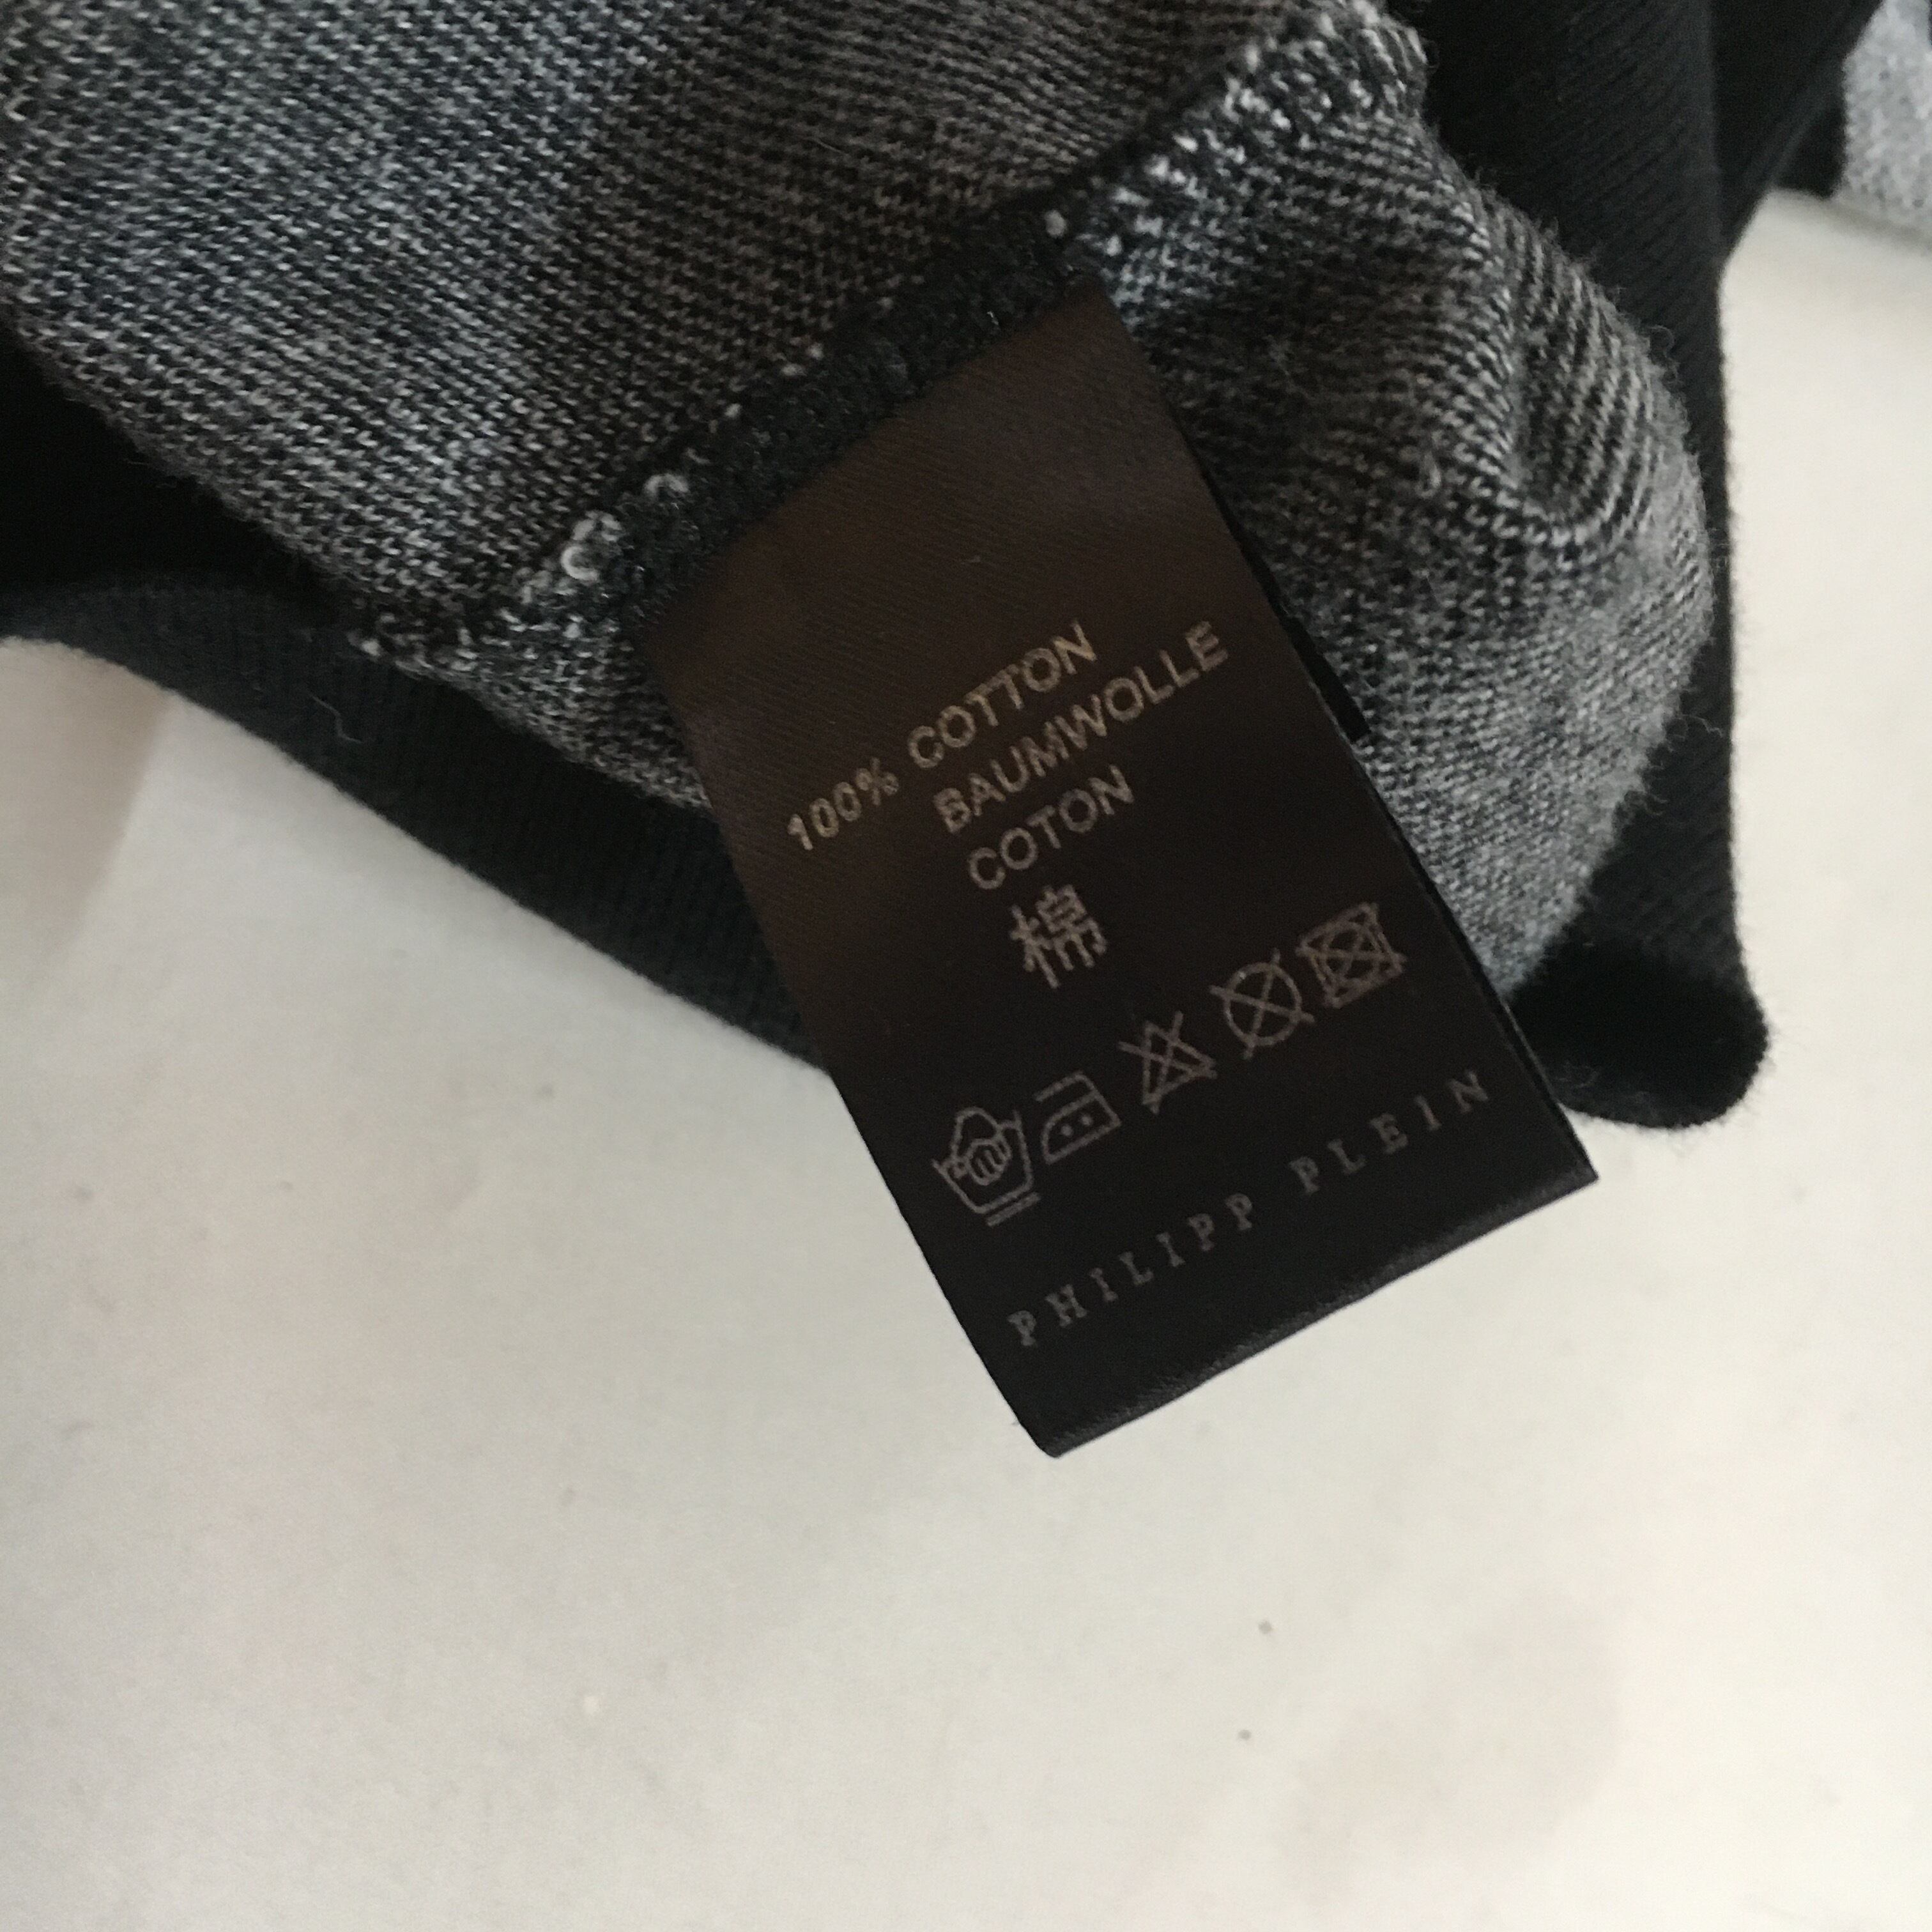 100% COTTON
BAUMWOLLE
COTON
棉
PHILIPP PLEIN